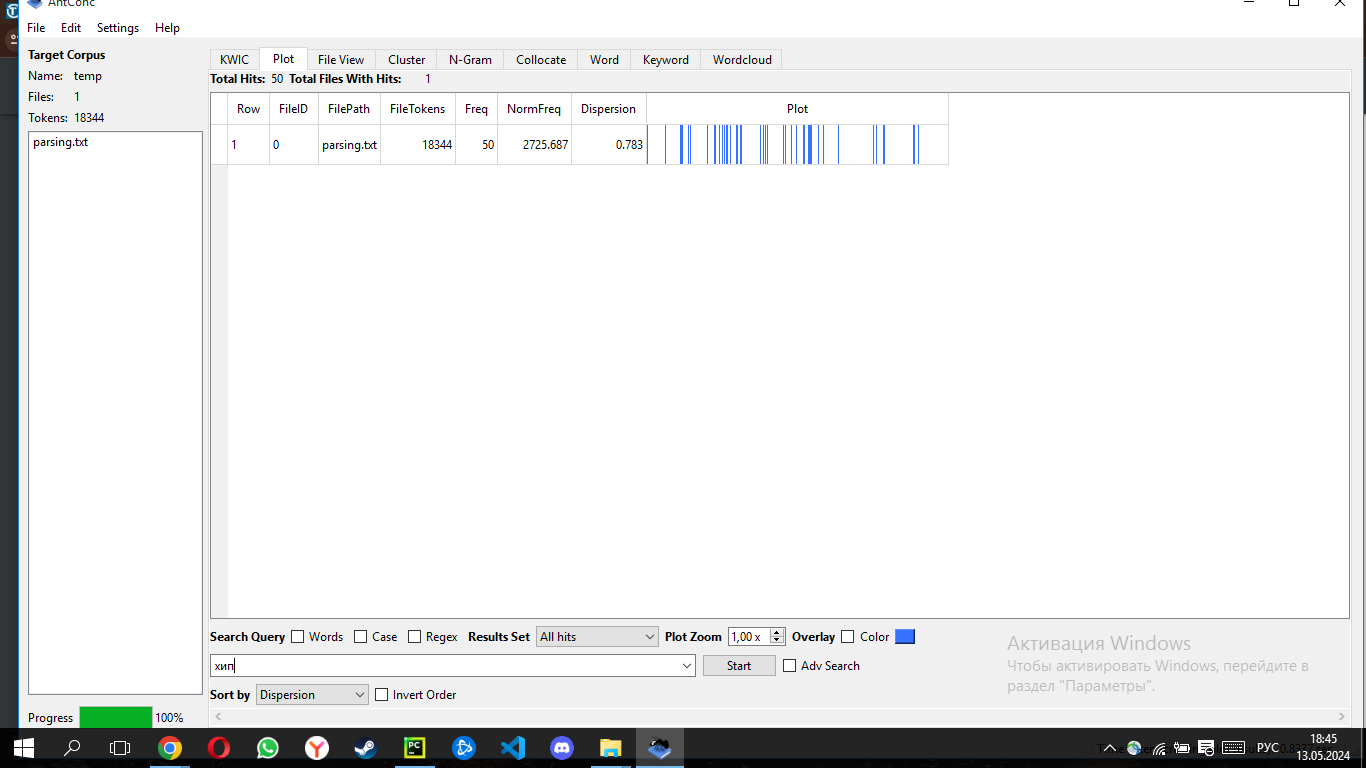 AntConc
File Edit Settings Help
Target Corpus
Name: temp
Files: 1
Tokens: 18344
parsing.txt
Progress 100%
KWIC Plot File View Cluster N-Gram Collocate Word Keyword Wordcloud
Total Hits: 50 Total Files With Hits: 1
Row FileID FilePath FileTokens Freq NormFreq Dispersion Plot
1 0 parsing.txt 18344 50 2725.687 0.783
Search Query Words Case Regex Results Set All hits Plot Zoom 1,00 x Overlay Color
хип Start Adv Search
Sort by Dispersion Invert Order
Активация Windows
Чтобы активировать Windows, перейдите в
раздел "Параметры".
PC
РУС
18:45
13.05.2024